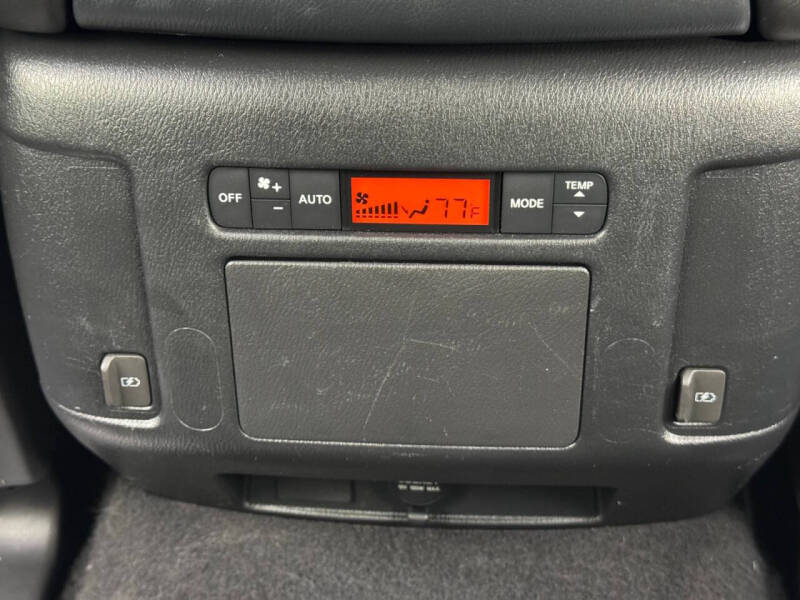 OFF + − AUTO 77F MODE TEMP